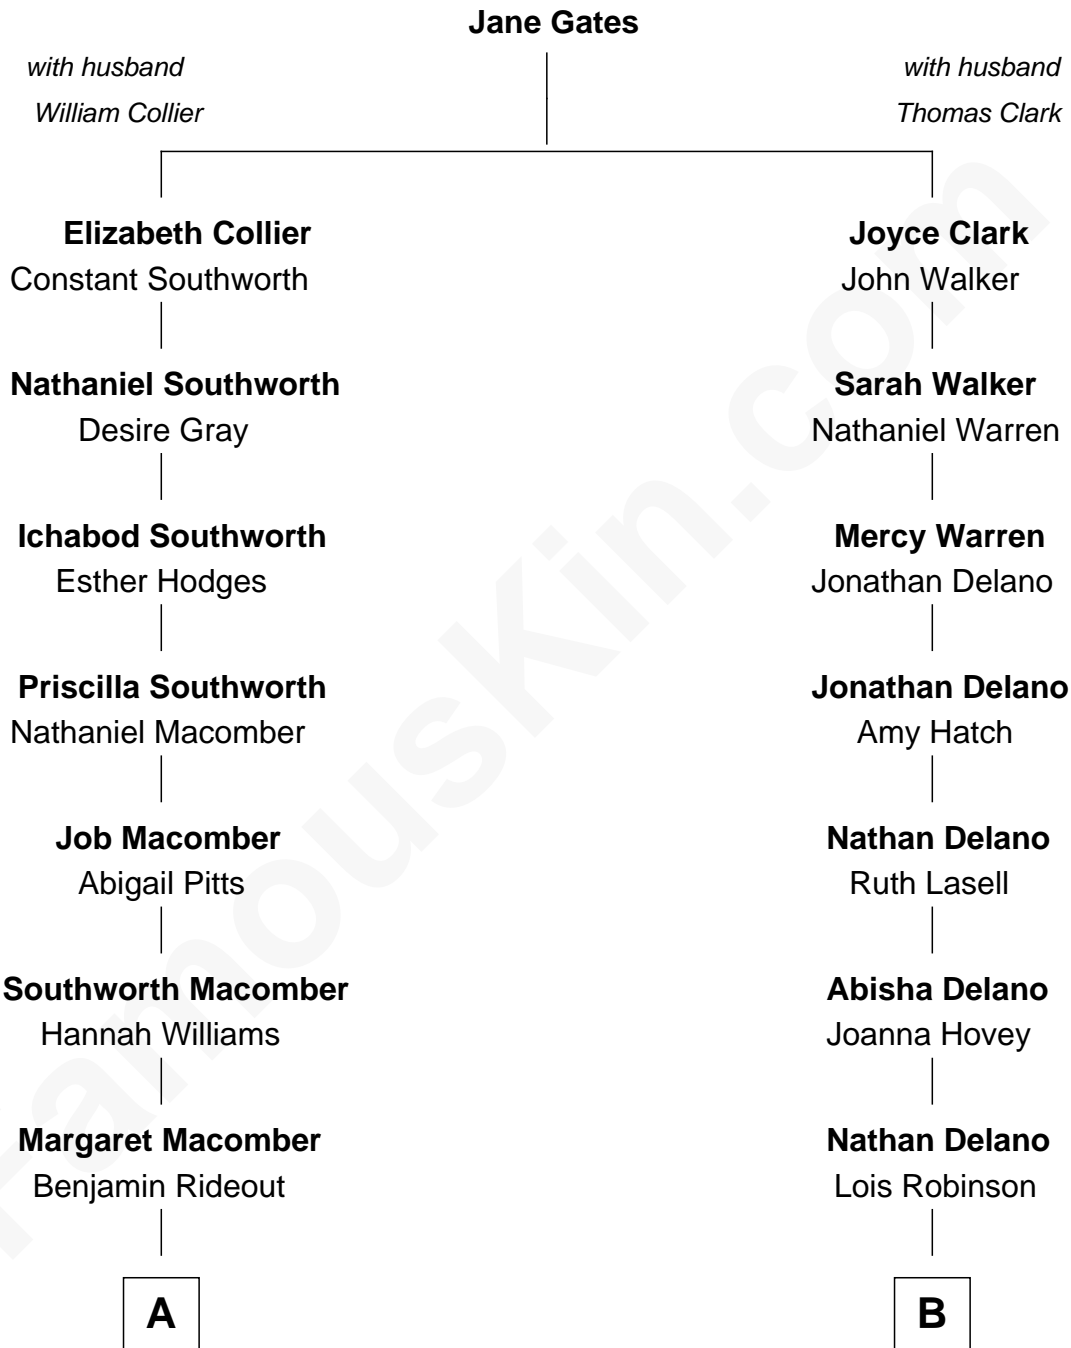 Jane Gates
with husband
William Collier
with husband
Thomas Clark
Elizabeth Collier
Constant Southworth
Joyce Clark
John Walker
Nathaniel Southworth
Desire Gray
Sarah Walker
Nathaniel Warren
Ichabod Southworth
Esther Hodges
Mercy Warren
Jonathan Delano
Priscilla Southworth
Nathaniel Macomber
Jonathan Delano
Amy Hatch
Job Macomber
Abigail Pitts
Nathan Delano
Ruth Lasell
Southworth Macomber
Hannah Williams
Abisha Delano
Joanna Hovey
Margaret Macomber
Benjamin Rideout
Nathan Delano
Lois Robinson
A
B
FamousKin.com